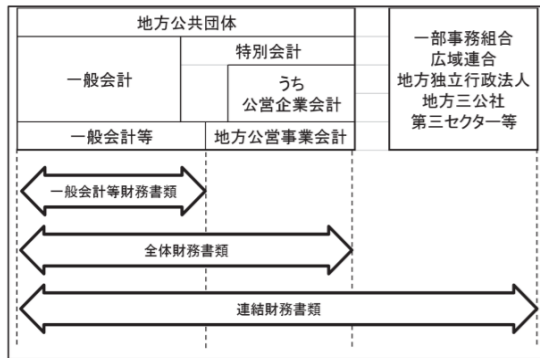 地方公共団体
一般会計
特別会計
うち
公営企業会計
一般会計等
地方公営事業会計
一部事務組合
広域連合
地方独立行政法人
地方三公社
第三セクター等
一般会計等財務書類
全体財務書類
連結財務書類